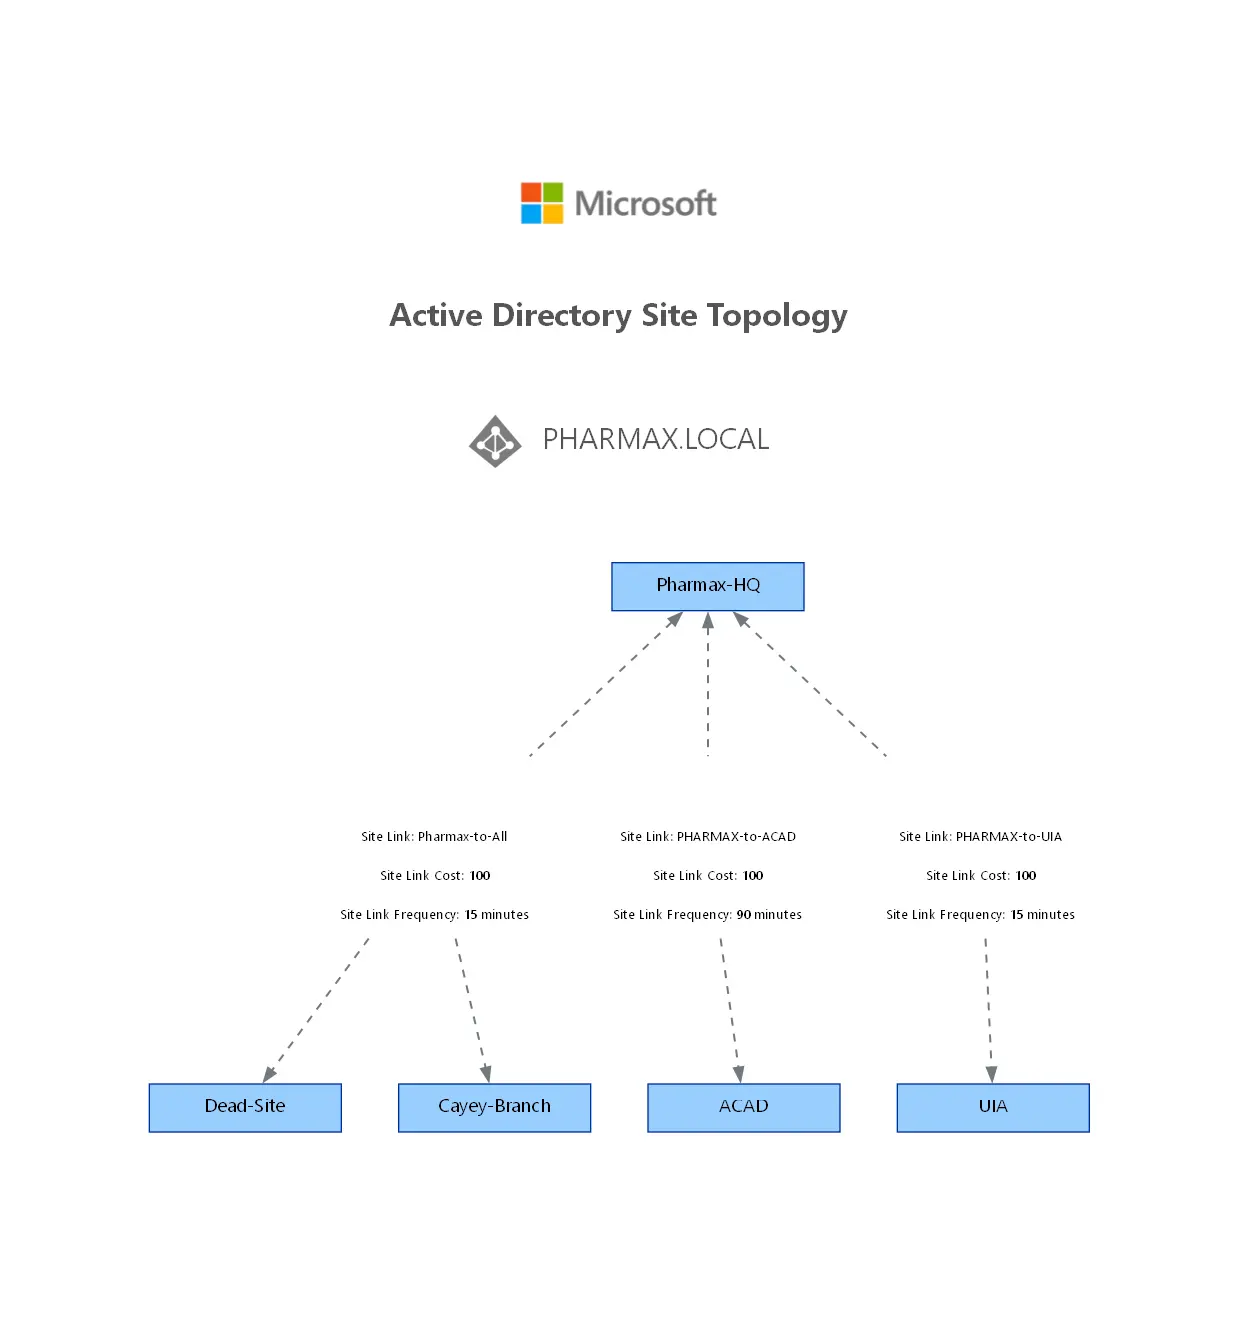 Microsoft
Active Directory Site Topology
PHARMAX.LOCAL
Pharmax-HQ
Site Link: Pharmax-to-All
Site Link Cost: 100
Site Link Frequency: 15 minutes
Site Link: PHARMAX-to-ACAD
Site Link Cost: 100
Site Link Frequency: 90 minutes
Site Link: PHARMAX-to-UIA
Site Link Cost: 100
Site Link Frequency: 15 minutes
Dead-Site
Cayey-Branch
ACAD
UIA